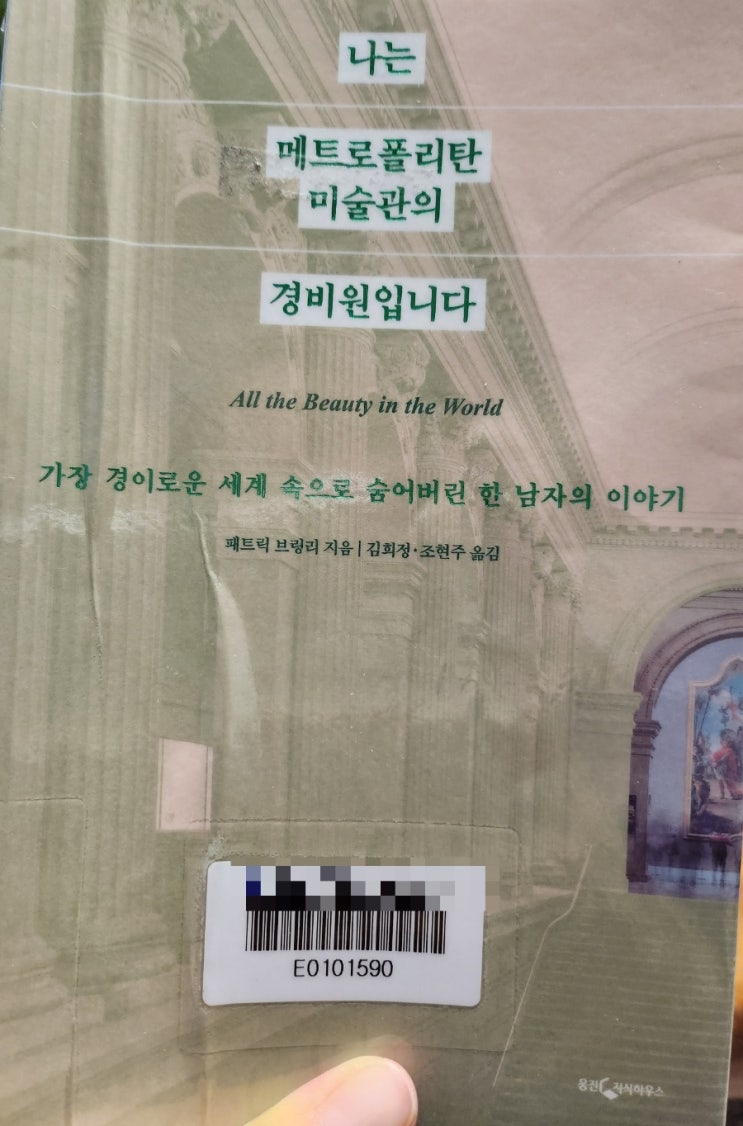 나는
메트로폴리탄
미술관의
경비원입니다
All the Beauty in the World
가장 경이로운 세계 속으로 숨어버린 한 남자의 이야기
패트릭 브링리 지음 | 김희정·조현주 옮김
E0101590
웅진 지식하우스